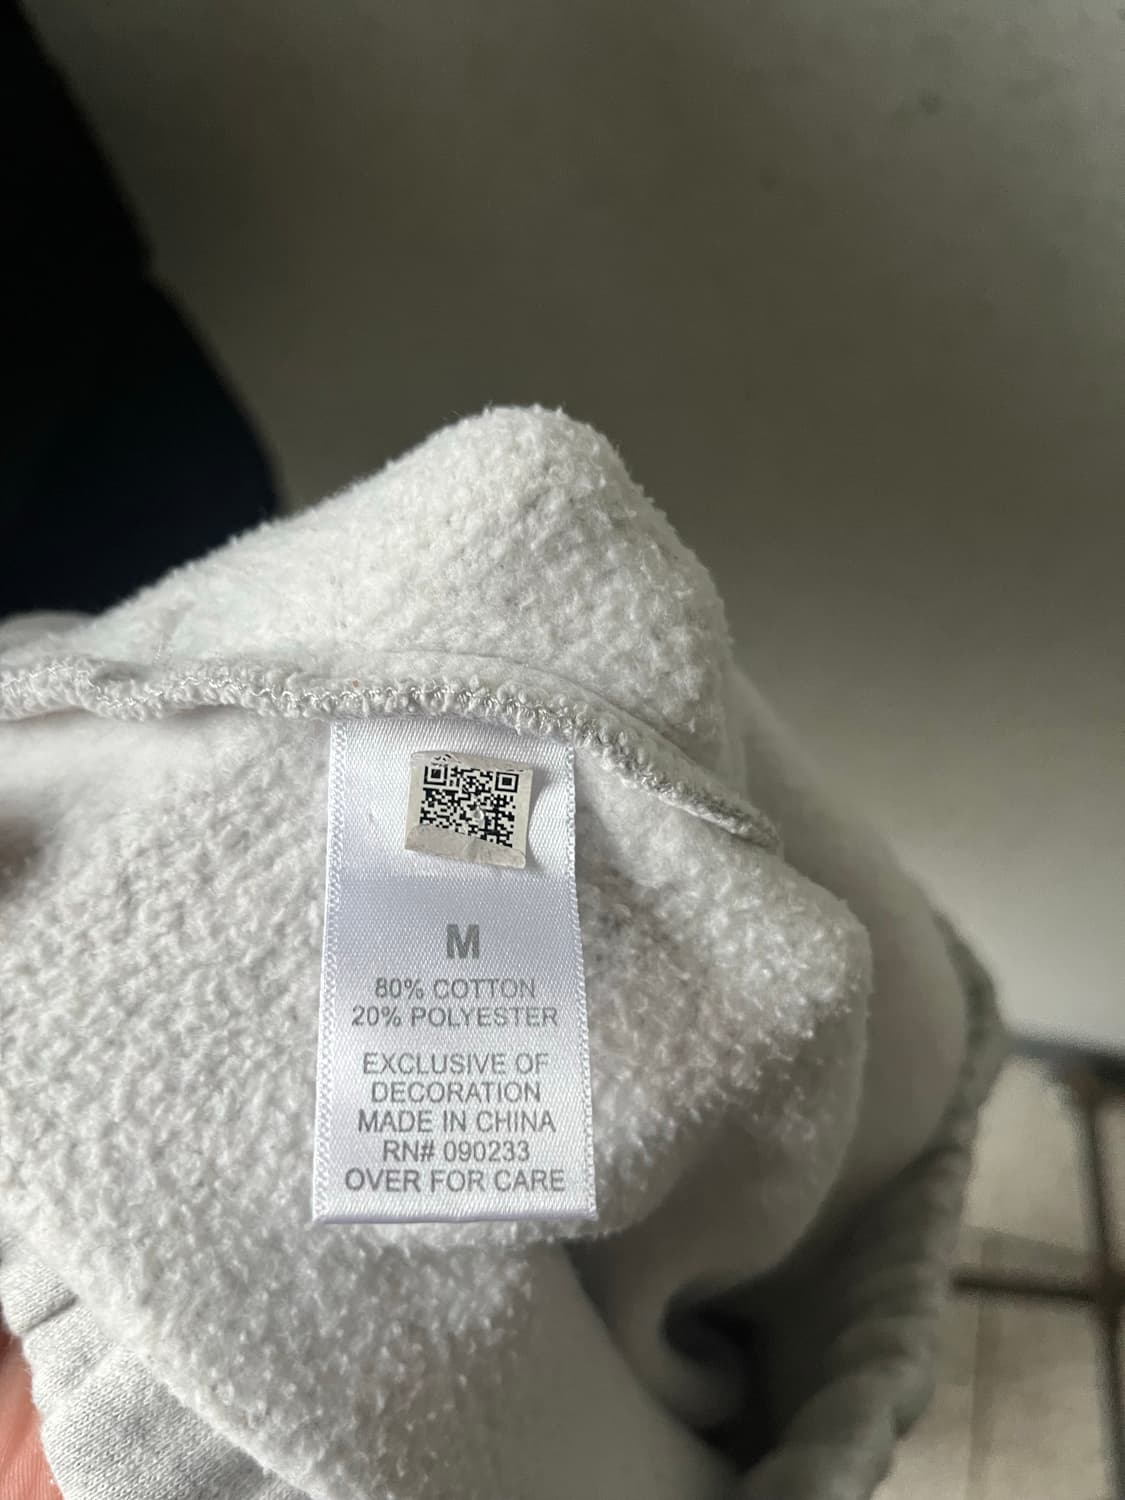 M
80% COTTON
20% POLYESTER
EXCLUSIVE OF
DECORATION
MADE IN CHINA
RN# 090233
OVER FOR CARE